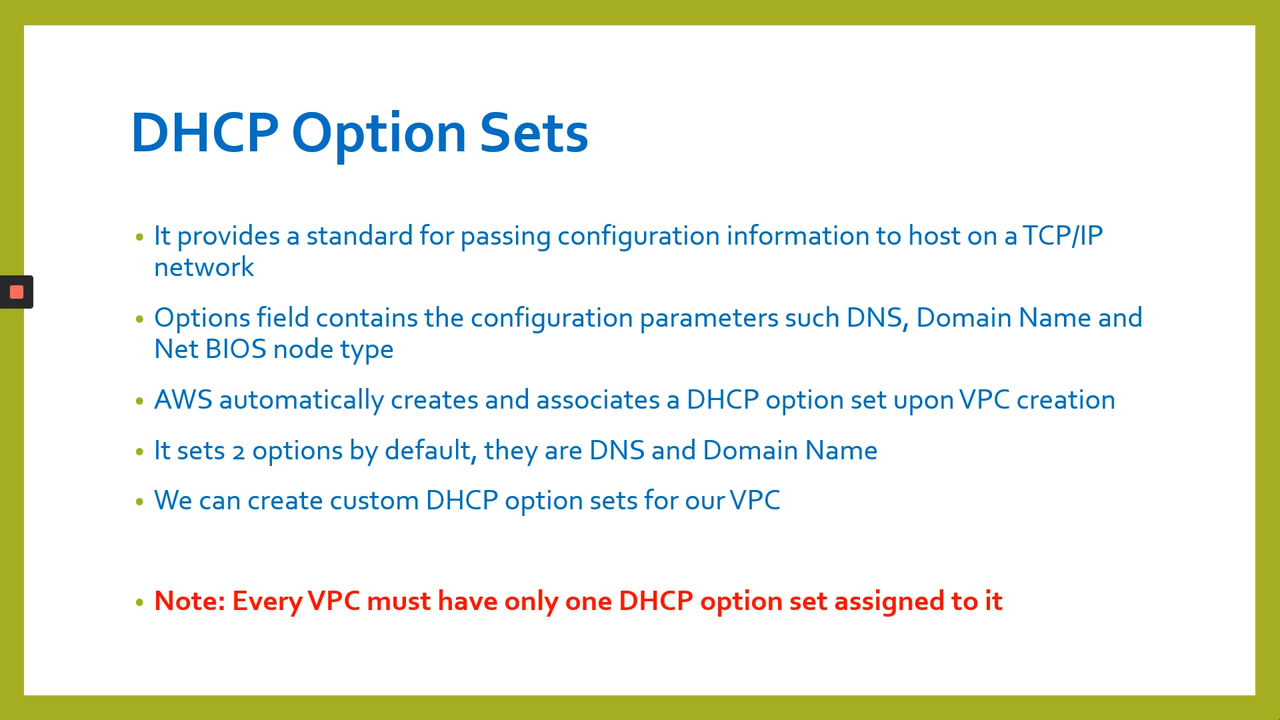 DHCP Option Sets
• It provides a standard for passing configuration information to host on a TCP/IP
network
• Options field contains the configuration parameters such DNS, Domain Name and
Net BIOS node type
• AWS automatically creates and associates a DHCP option set upon VPC creation
• It sets 2 options by default, they are DNS and Domain Name
• We can create custom DHCP option sets for our VPC
• Note: Every VPC must have only one DHCP option set assigned to it